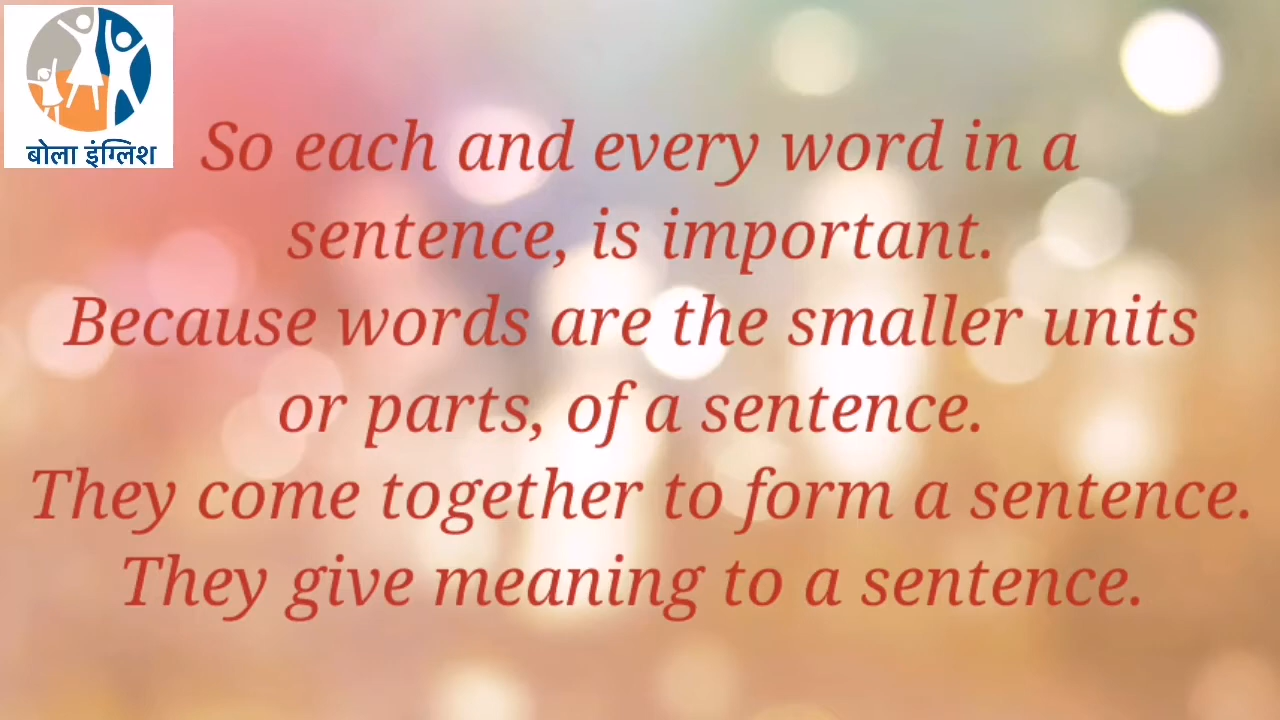 बोला इंग्लिश
So each and every word in a
sentence, is important.
Because words are the smaller units
or parts, of a sentence.
They come together to form a sentence.
They give meaning to a sentence.